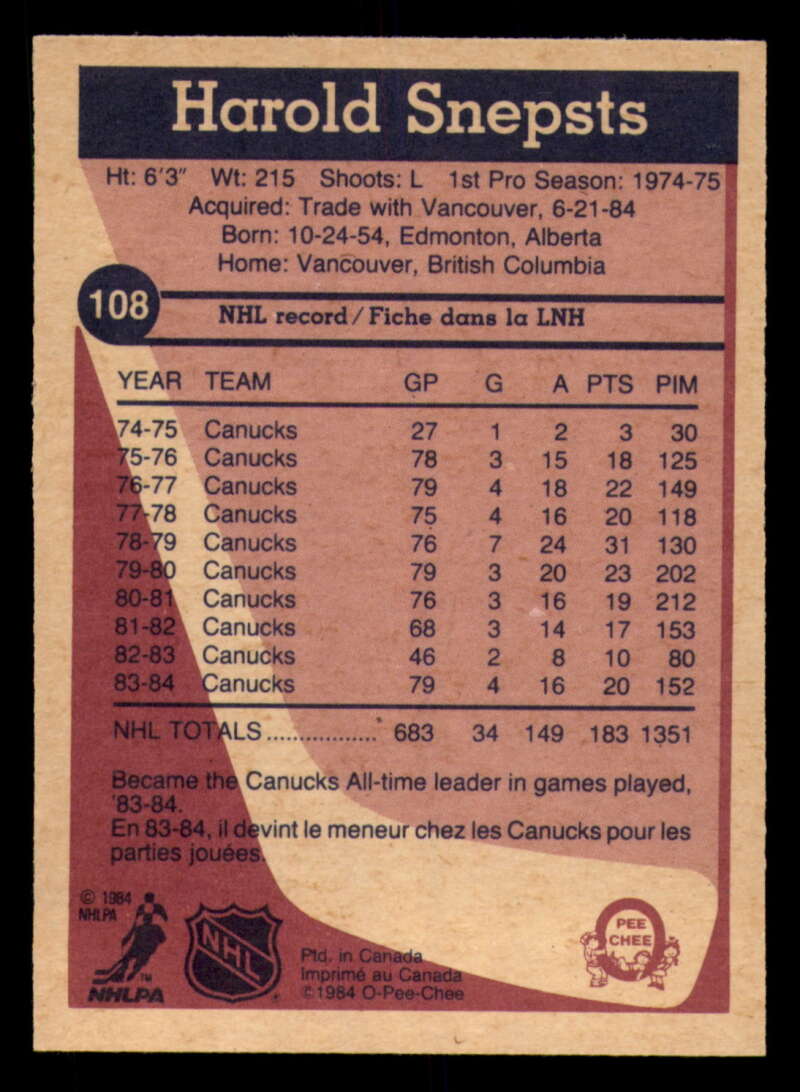 Harold Snepsts
Ht: 6'3" Wt: 215 Shoots: L 1st Pro Season: 1974-75
Acquired: Trade with Vancouver, 6-21-84
Born: 10-24-54, Edmonton, Alberta
Home: Vancouver, British Columbia
108
NHL record/Fiche dans la LNH
YEAR TEAM GP G A PTS PIM
74-75 Canucks 27 1 2 3 30
75-76 Canucks 78 3 15 18 125
76-77 Canucks 79 4 18 22 149
77-78 Canucks 75 4 16 20 118
78-79 Canucks 76 7 24 31 130
79-80 Canucks 79 3 20 23 202
80-81 Canucks 76 3 16 19 212
81-82 Canucks 68 3 14 17 153
82-83 Canucks 46 2 8 10 80
83-84 Canucks 79 4 16 20 152
NHL TOTALS................ 683 34 149 183 1351
Became the Canucks All-time leader in games played,
'83-84.
En 83-84, il devint le meneur chez les Canucks pour les
parties jouées.
© 1984
NHLPA
TM
NHLPA
NHL
Ptd. in Canada
Imprimé au Canada
©1984 O-Pee-Chee
PEE
CHEE